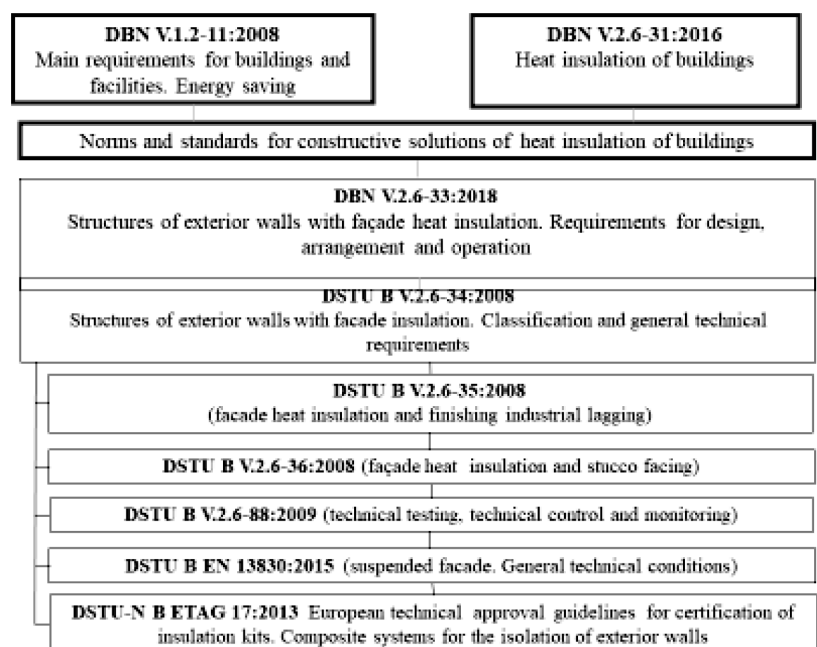 DBN V.1.2-11:2008
Main requirements for buildings and
facilities. Energy saving
DBN V.2.6-31:2016
Heat insulation of buildings
Norms and standards for constructive solutions of heat insulation of buildings
DBN V.2.6-33:2018
Structures of exterior walls with façade heat insulation. Requirements for design,
arrangement and operation
DSTU B V.2.6-34:2008
Structures of exterior walls with facade insulation. Classification and general technical
requirements
DSTU B V.2.6-35:2008
(facade heat insulation and finishing industrial lagging)
DSTU B V.2.6-36:2008 (façade heat insulation and stucco facing)
DSTU B V.2.6-88:2009 (technical testing, technical control and monitoring)
DSTU B EN 13830:2015 (suspended facade. General technical conditions)
DSTU-N B ETAG 17:2013 European technical approval guidelines for certification of
insulation kits. Composite systems for the isolation of exterior walls